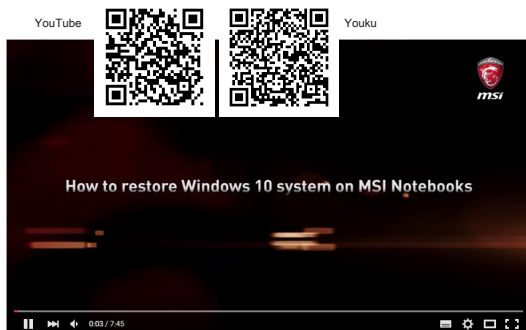 YouTube
Youku
msi
How to restore Windows 10 system on MSI Notebooks
0:03 / 7:45